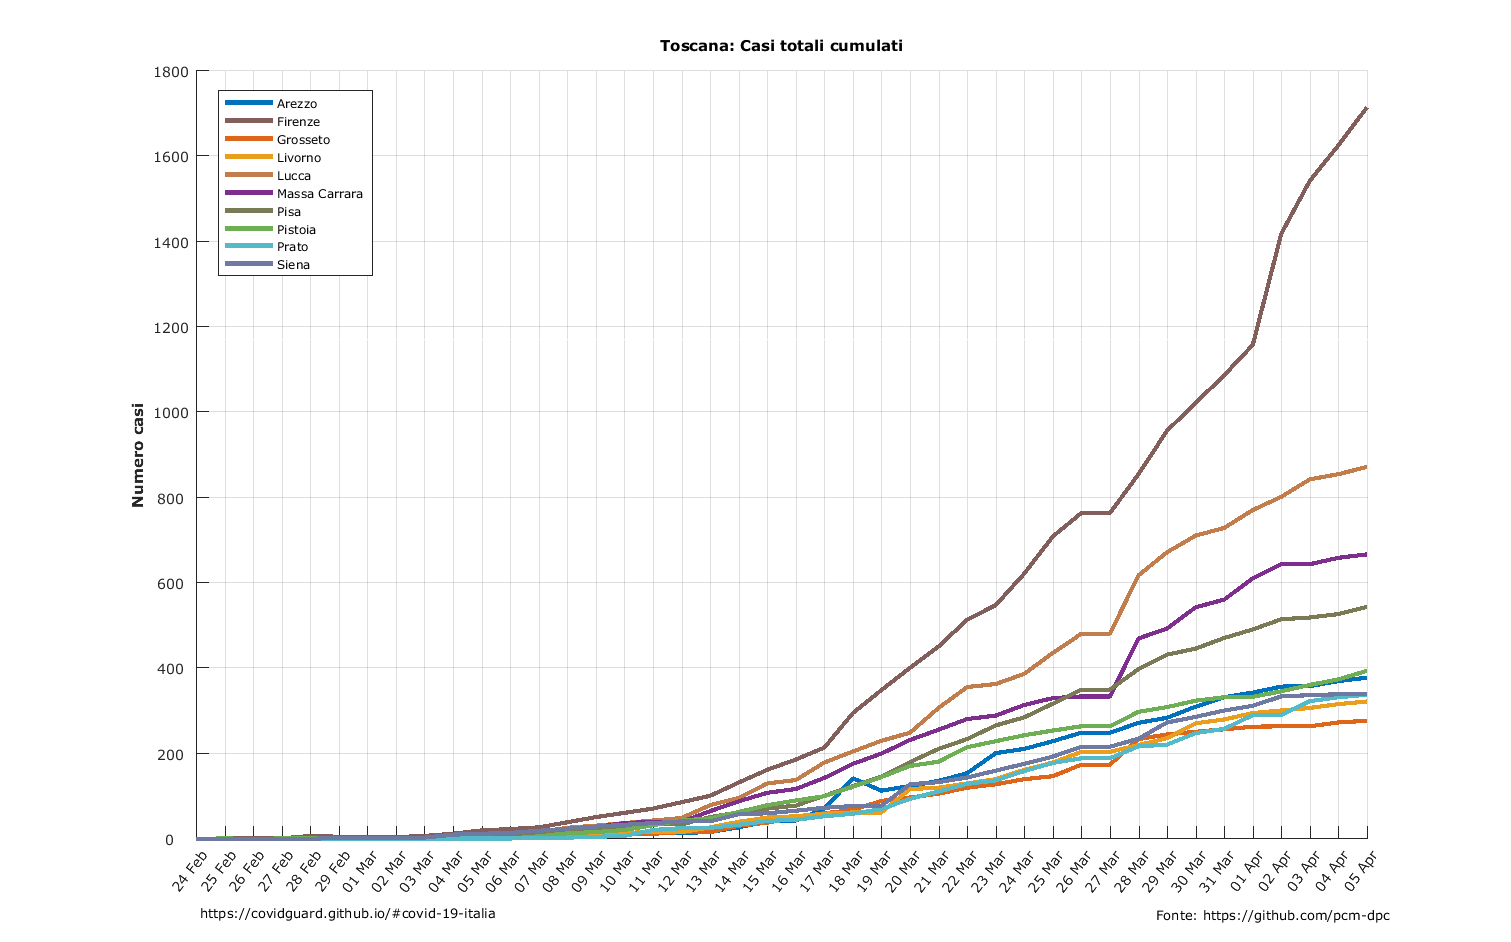 Toscana: Casi totali cumulati
1800
1600
1400
1200
1000
800
600
400
200
0
Numero casi
Arezzo
Firenze
Grosseto
Livorno
Lucca
Massa Carrara
Pisa
Pistoia
Prato
Siena
24 Feb
25 Feb
26 Feb
27 Feb
28 Feb
29 Feb
01 Mar
02 Mar
03 Mar
04 Mar
05 Mar
06 Mar
07 Mar
08 Mar
09 Mar
10 Mar
11 Mar
12 Mar
13 Mar
14 Mar
15 Mar
16 Mar
17 Mar
18 Mar
19 Mar
20 Mar
21 Mar
22 Mar
23 Mar
24 Mar
25 Mar
26 Mar
27 Mar
28 Mar
29 Mar
30 Mar
31 Mar
01 Apr
02 Apr
03 Apr
04 Apr
05 Apr
https://covidguard.github.io/#covid-19-italia
Fonte: https://github.com/pcm-dpc